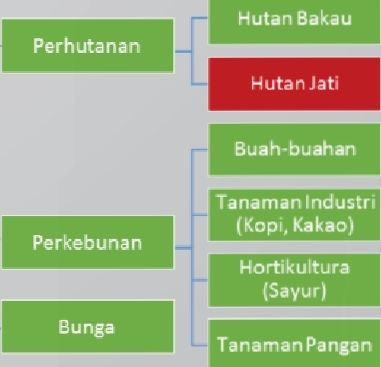 Perhutanan
Hutan Bakau
Hutan Jati
Perkebunan
Buah-buahan
Tanaman Industri
(Kopi, Kakao)
Hortikultura
(Sayur)
Tanaman Pangan
Bunga